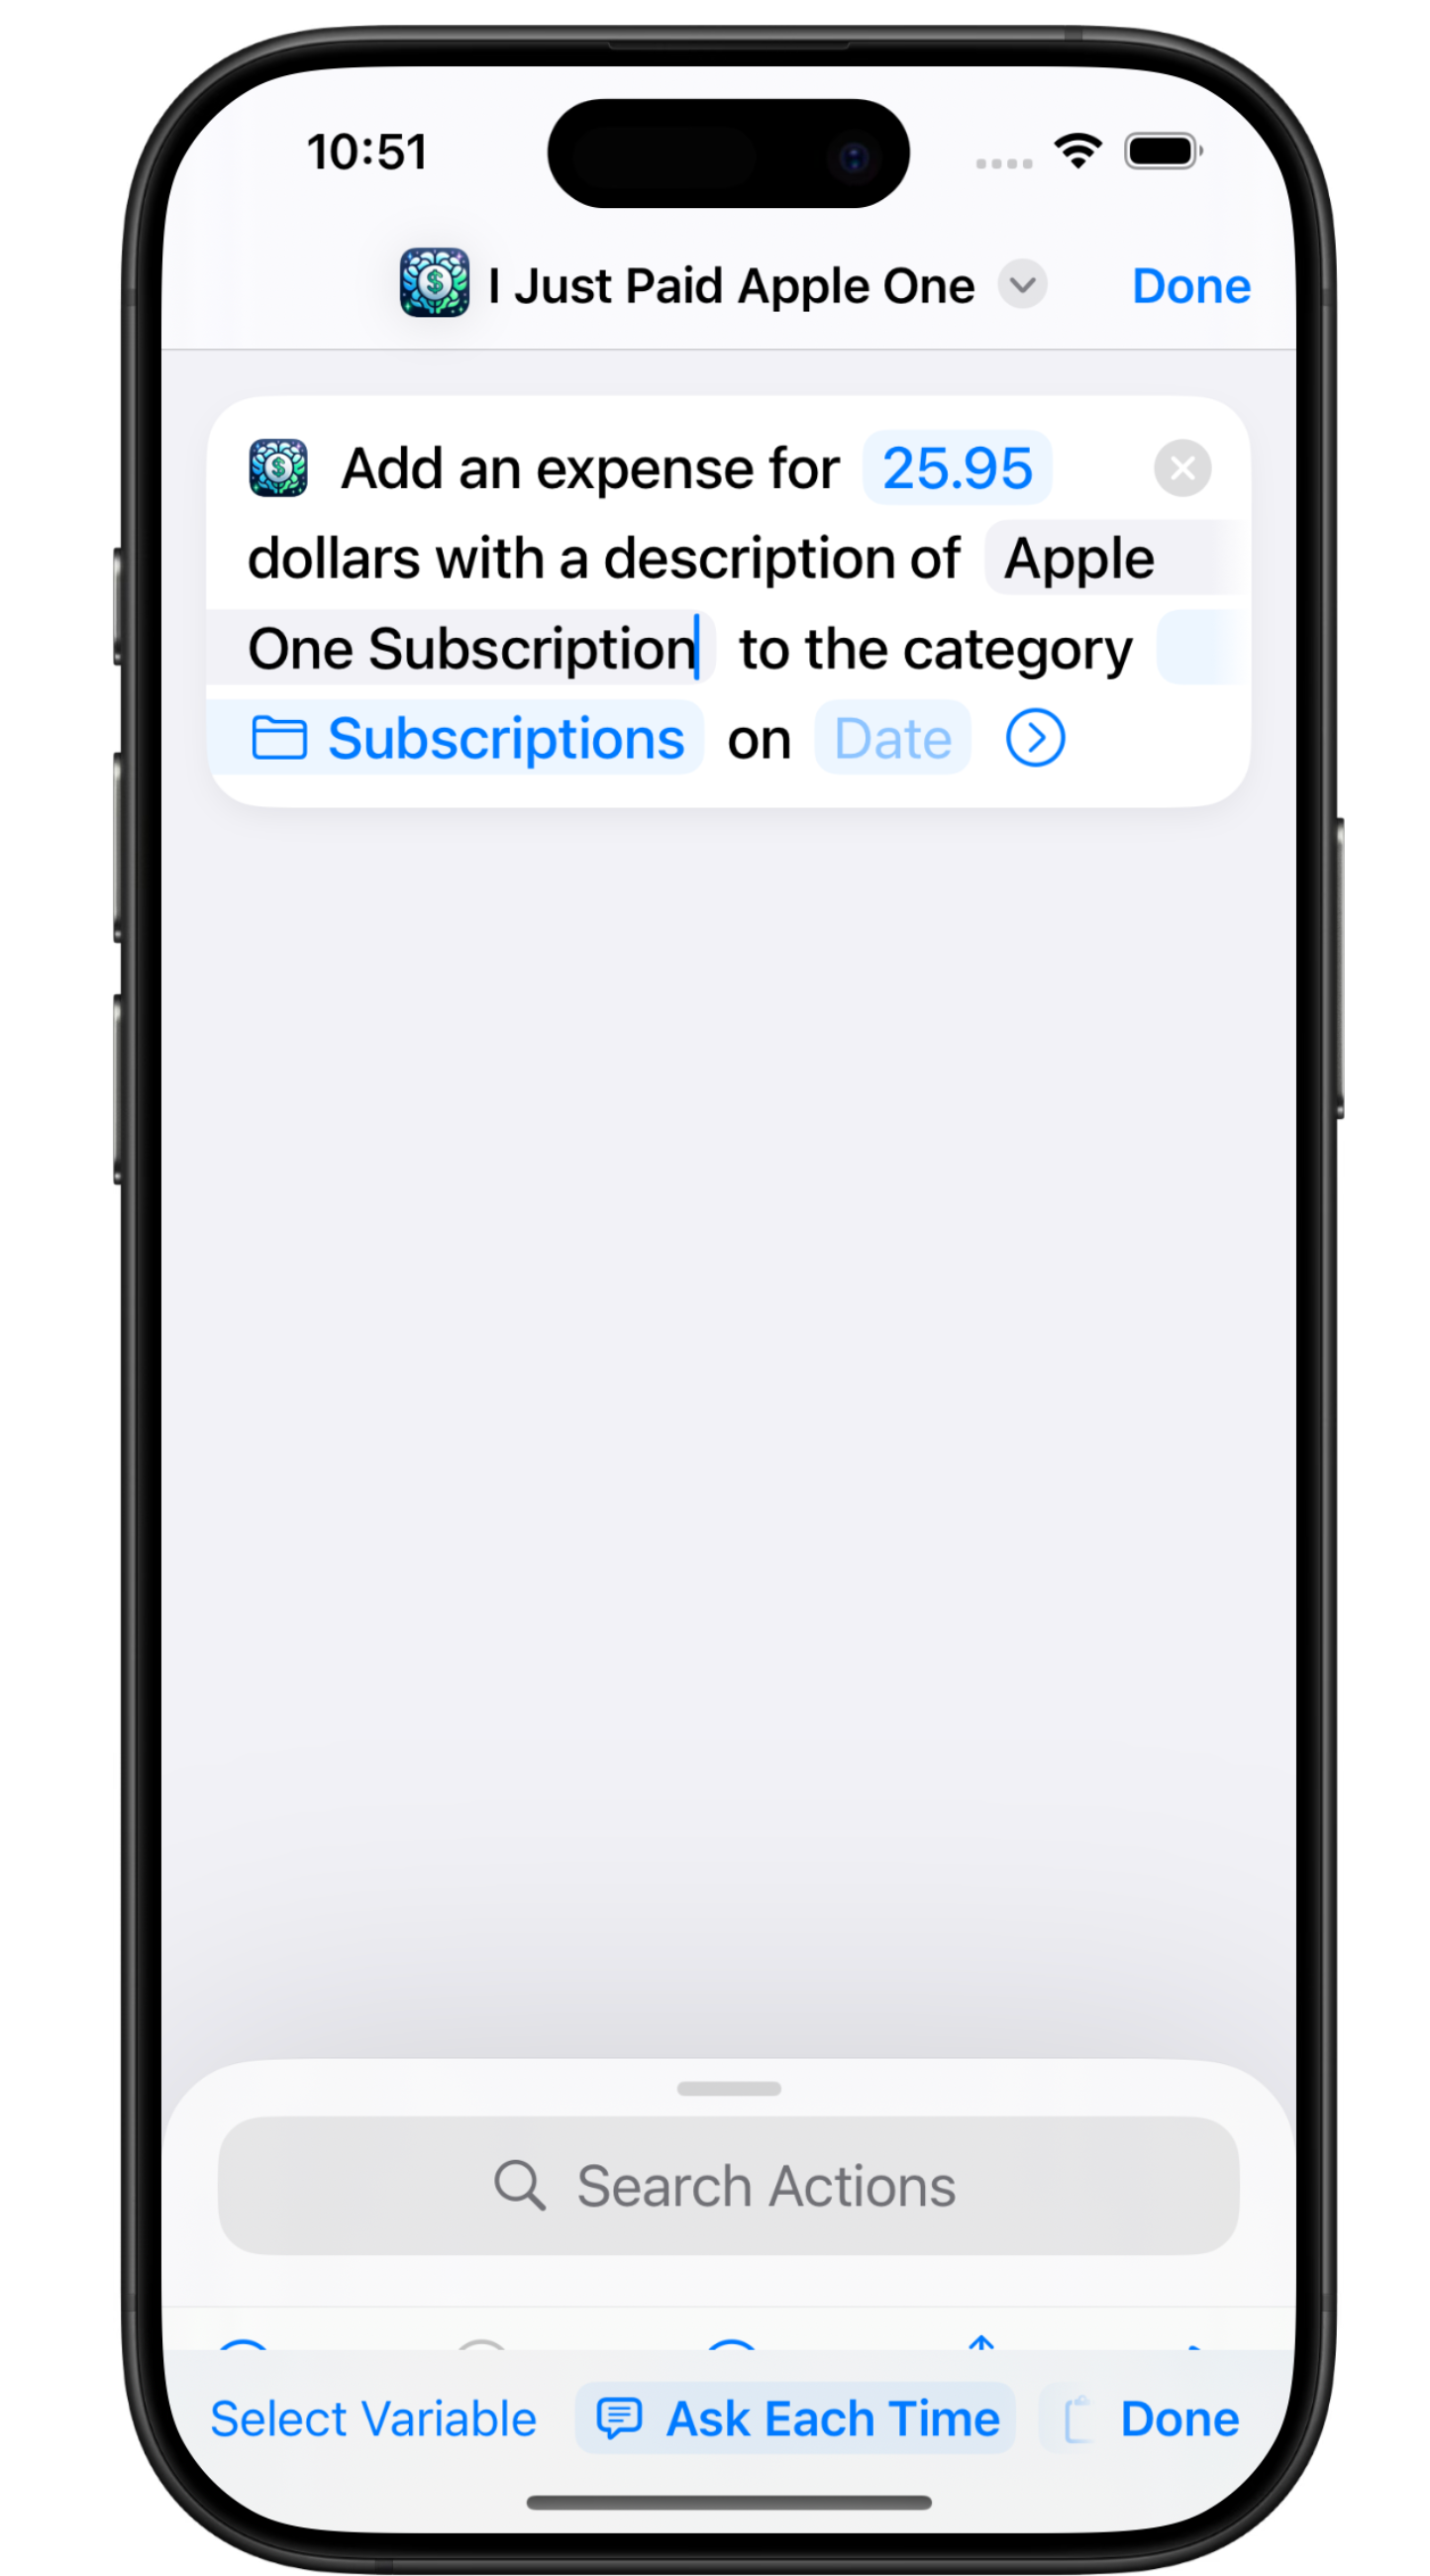 10:51
I Just Paid Apple One
Done
Add an expense for 25.95
dollars with a description of Apple
One Subscription to the category
Subscriptions on Date
Search Actions
Select Variable Ask Each Time Done